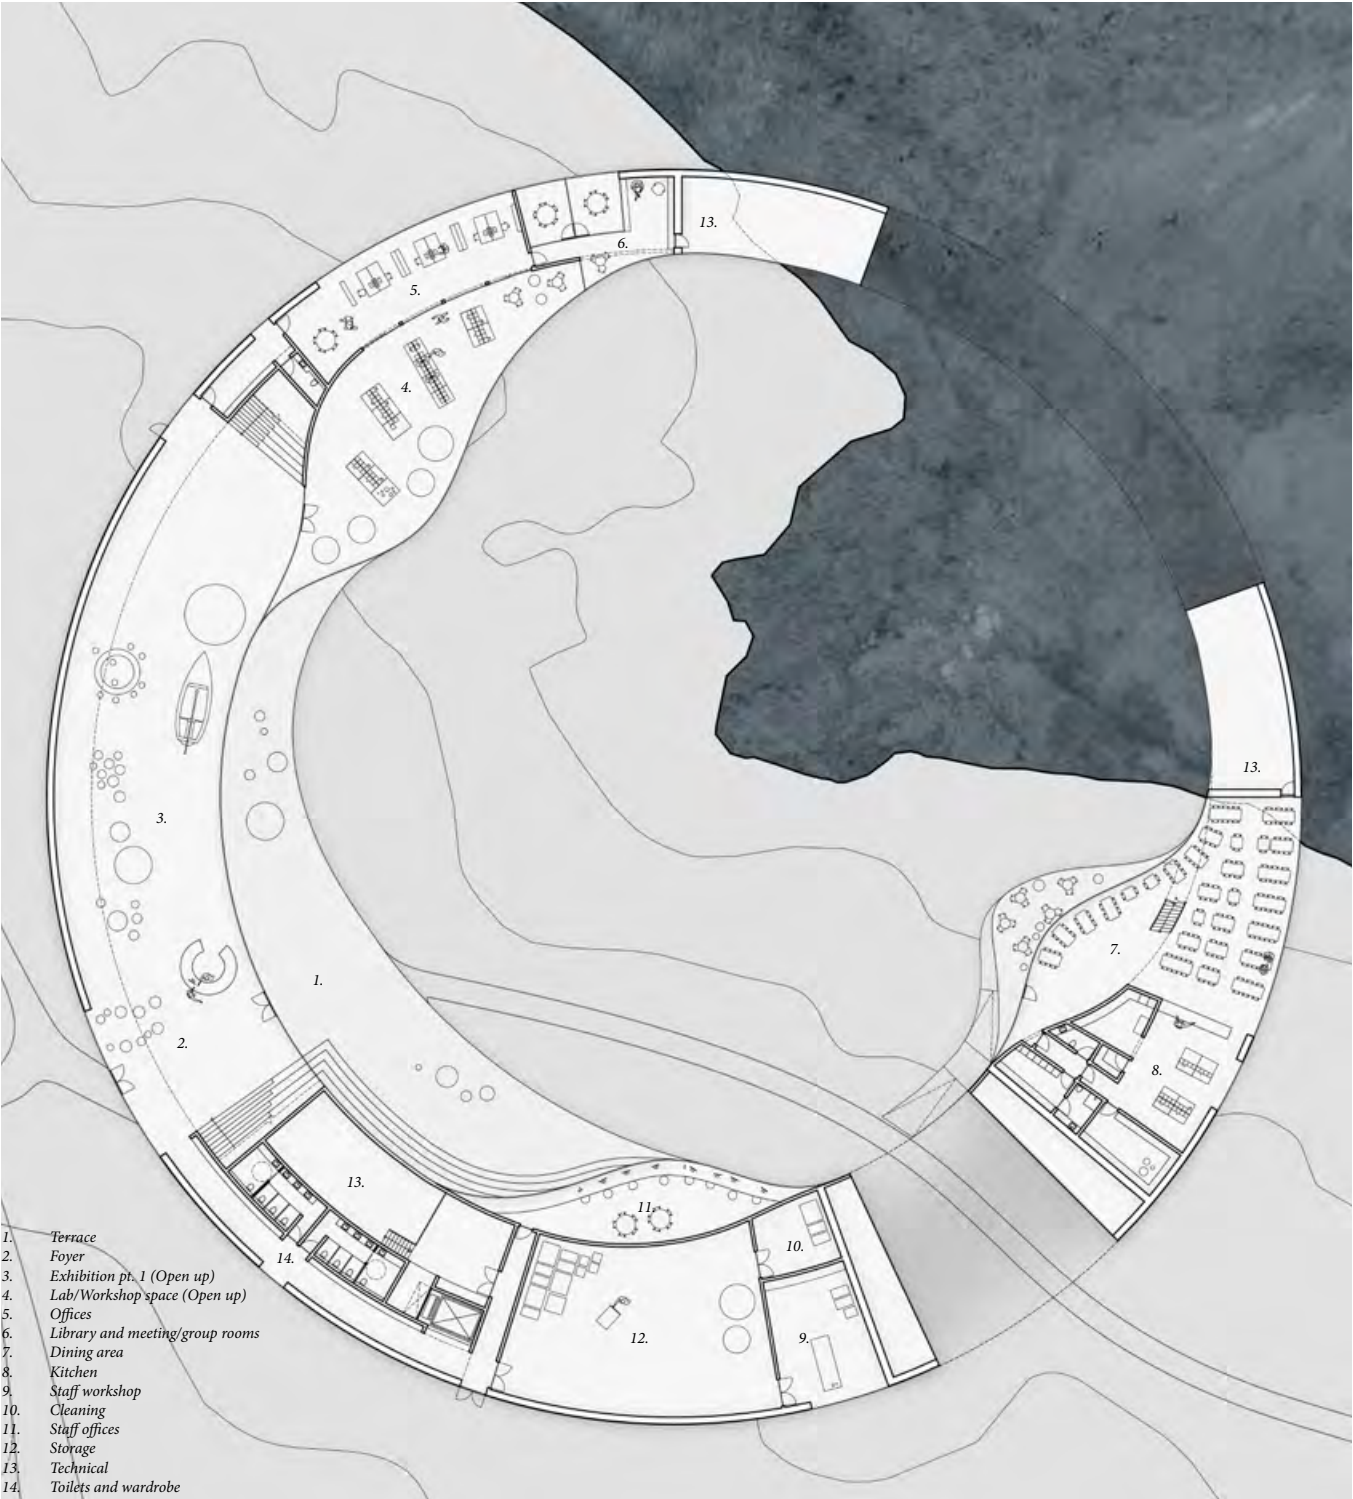 13.
6.
5.
4.
13.
3.
7.
1.
2.
8.
13.
11.
10.
14.
12.
9.
1. Terrace
2. Foyer
3. Exhibition pt. 1 (Open up)
4. Lab/Workshop space (Open up)
5. Offices
6. Library and meeting/group rooms
7. Dining area
8. Kitchen
9. Staff workshop
10. Cleaning
11. Staff offices
12. Storage
13. Technical
14. Toilets and wardrobe